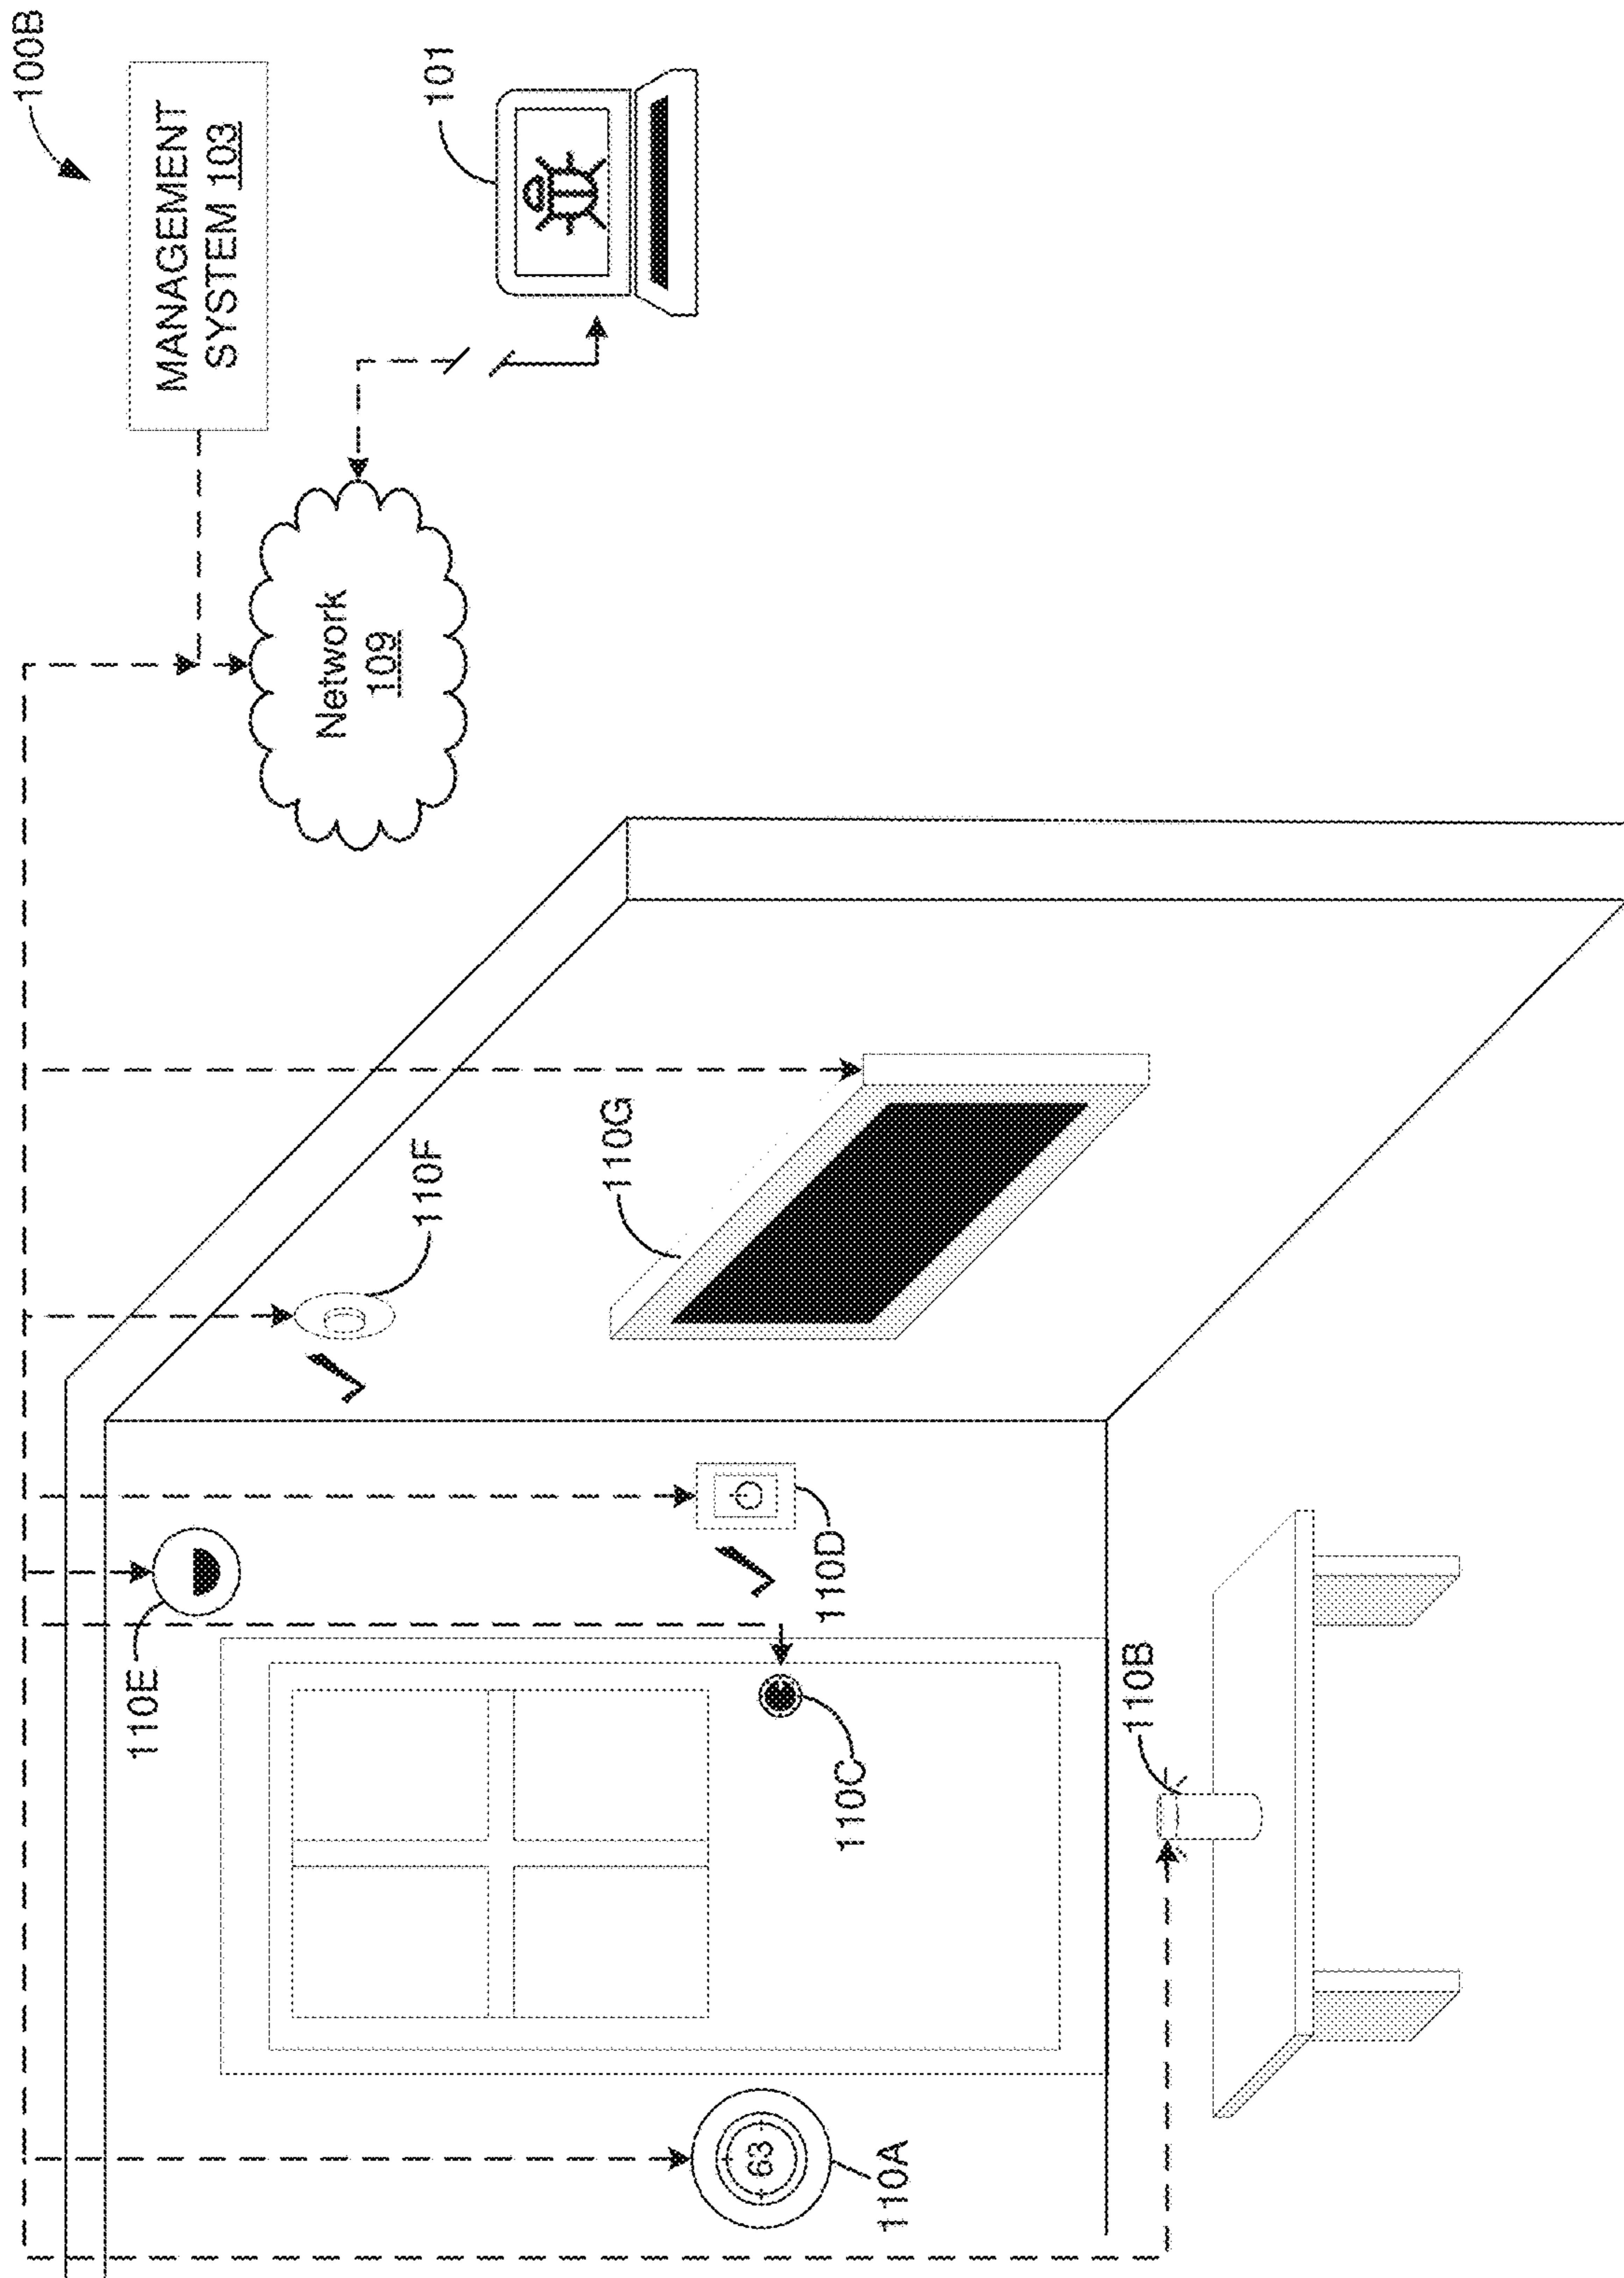 100B
MANAGEMENT
SYSTEM 103
101
Network
109
110F
110G
110E
110D
110C
110B
63
110A